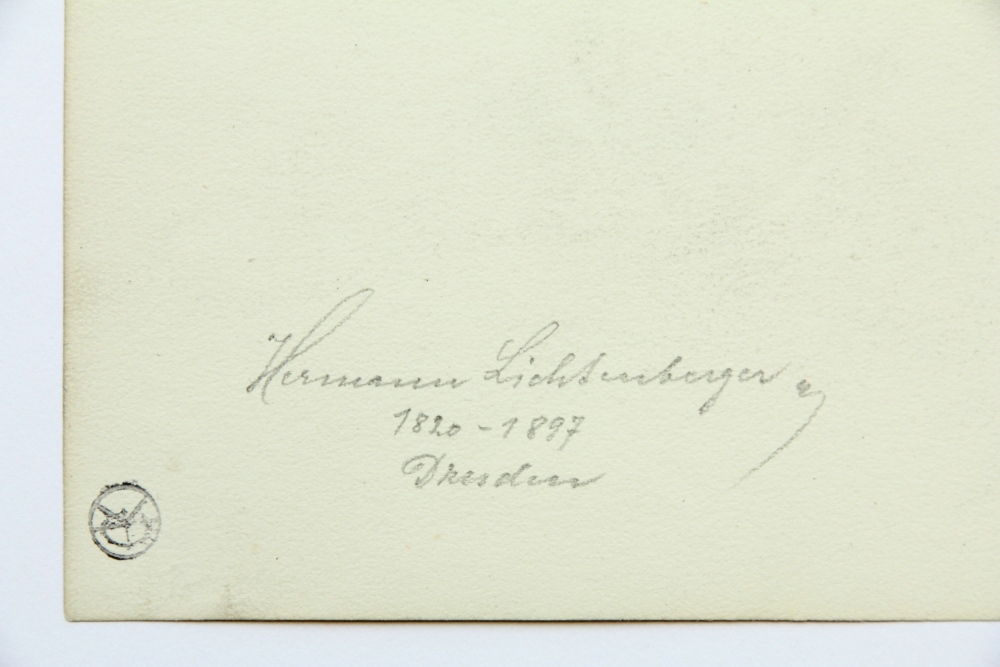 Hermann Lichtenberger
1820 - 1897
Dresden